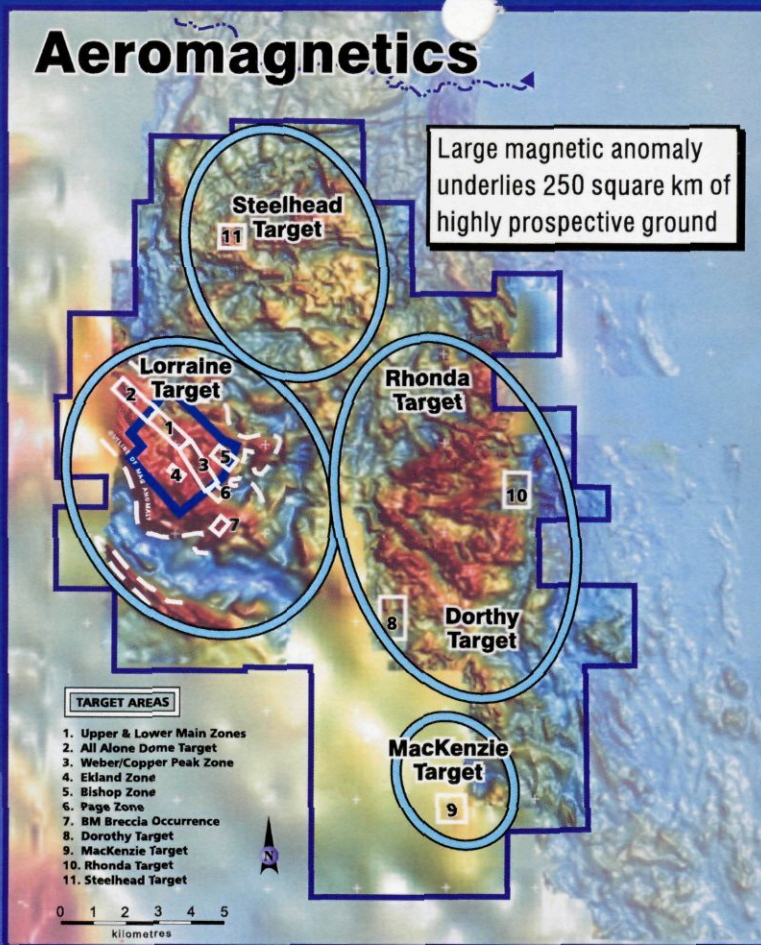 Aeromagnetics
Large magnetic anomaly
underlies 250 square km of
highly prospective ground
Steelhead
Target
11
Lorraine
Target
2
1
3
5
4
6
7
OUTLINE OF MAG ANOMALY
Rhonda
Target
10
8
Dorthy
Target
MacKenzie
Target
9
TARGET AREAS
1. Upper & Lower Main Zones
2. All Alone Dome Target
3. Weber/Copper Peak Zone
4. Ekland Zone
5. Bishop Zone
6. Page Zone
7. BM Breccia Occurrence
8. Dorothy Target
9. MacKenzie Target
10. Rhonda Target
11. Steelhead Target
N
0 1 2 3 4 5
kilometres